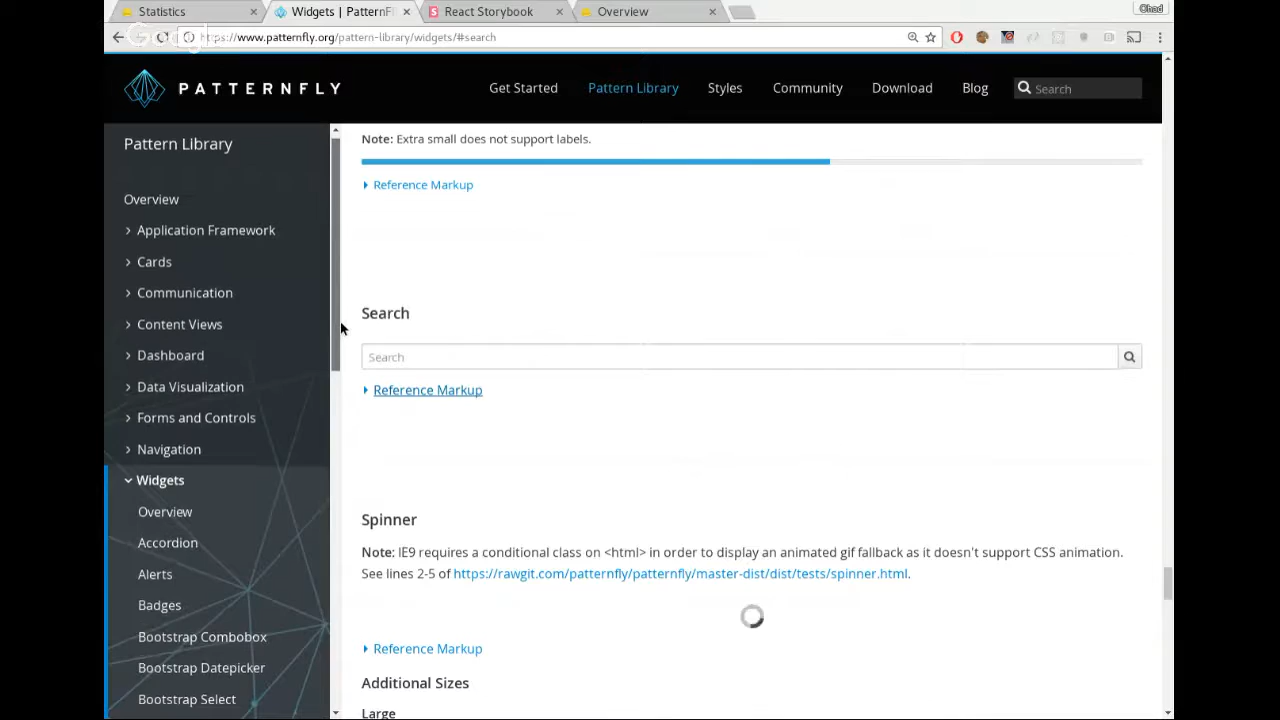 Statistics
Widgets | PatternFl
React Storybook
Overview
Chad
https://www.patternfly.org/pattern-library/widgets/#search
PATTERNFLY
Get Started
Pattern Library
Styles
Community
Download
Blog
Search
Pattern Library
Overview
Application Framework
Cards
Communication
Content Views
Dashboard
Data Visualization
Forms and Controls
Navigation
Widgets
Overview
Accordion
Alerts
Badges
Bootstrap Combobox
Bootstrap Datepicker
Bootstrap Select
Note: Extra small does not support labels.
Reference Markup
Search
Search
Reference Markup
Spinner
Note: IE9 requires a conditional class on <html> in order to display an animated gif fallback as it doesn't support CSS animation.
See lines 2-5 of https://rawgit.com/patternfly/patternfly/master-dist/dist/tests/spinner.html.
Reference Markup
Additional Sizes
Large